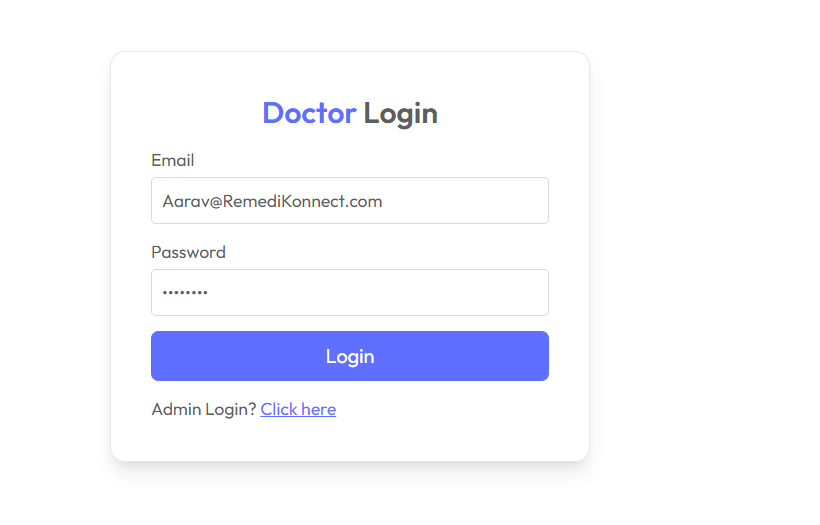 Doctor Login
Email
Aarav@RemediKonnect.com
Password
••••••••
Login
Admin Login? Click here